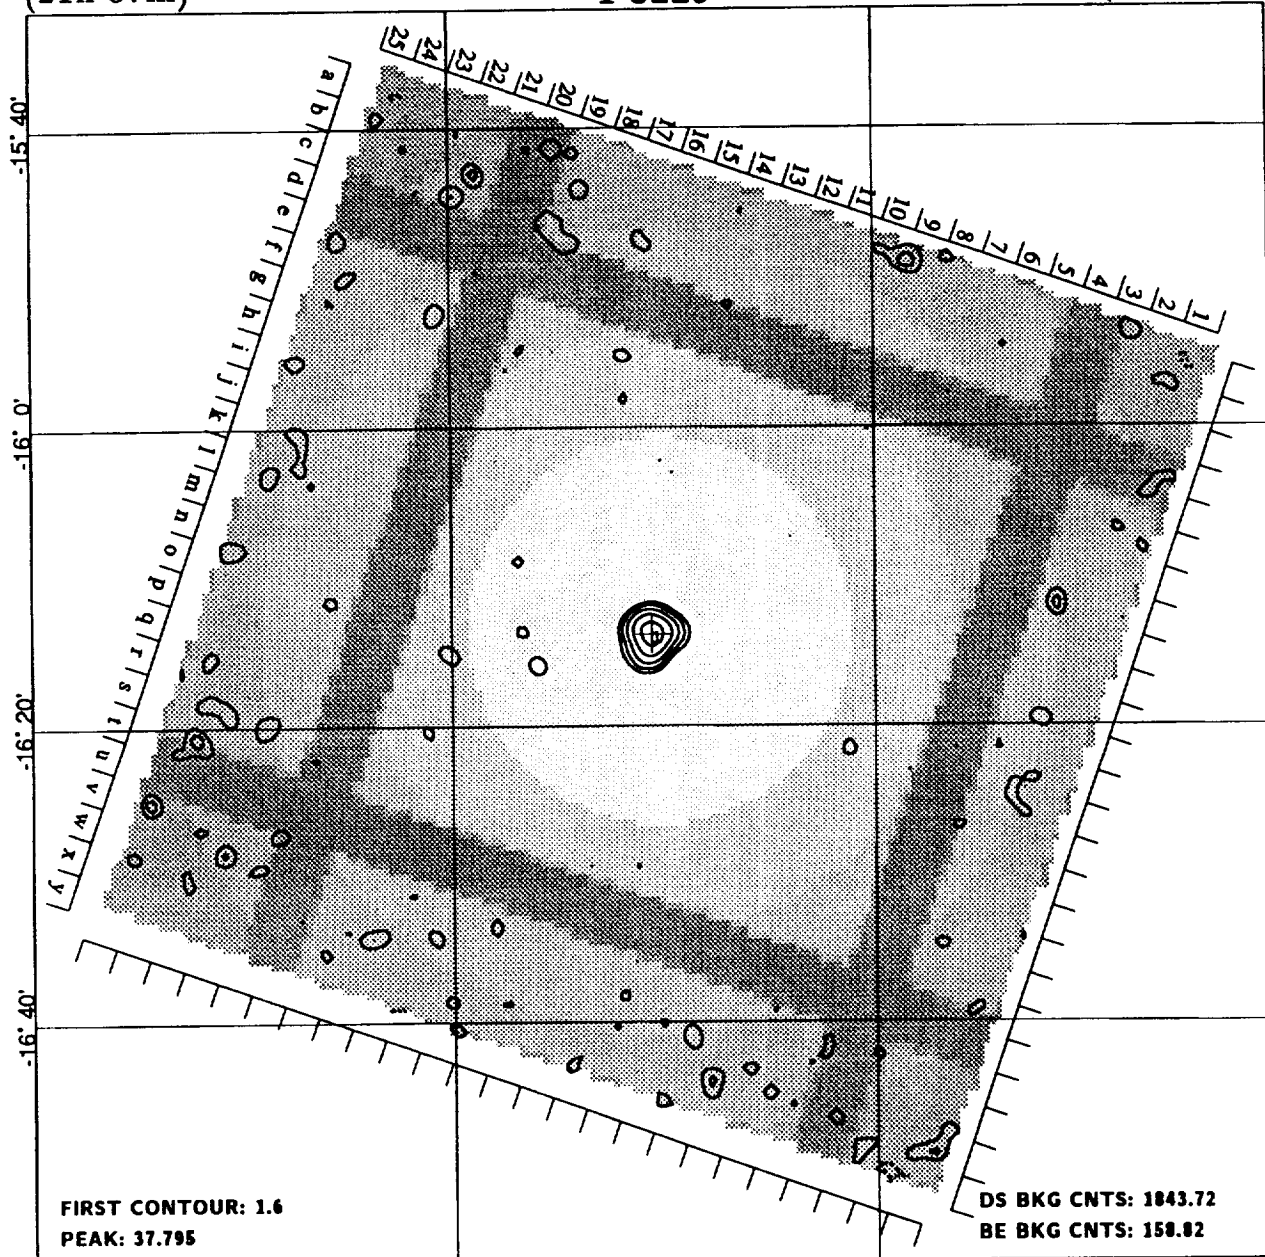 25 24 23 22 21 20 19 18 17 16 15 14 13 12 11 10 9 8 7 6 5 4 3 2 1
a b c d e f g h i j k l m n o p q r s t u v w x y
-15° 40'
-16° 0'
-16° 20'
-16° 40'
FIRST CONTOUR: 1.6
PEAK: 37.795
DS BKG CNTS: 1843.72
BE BKG CNTS: 158.82